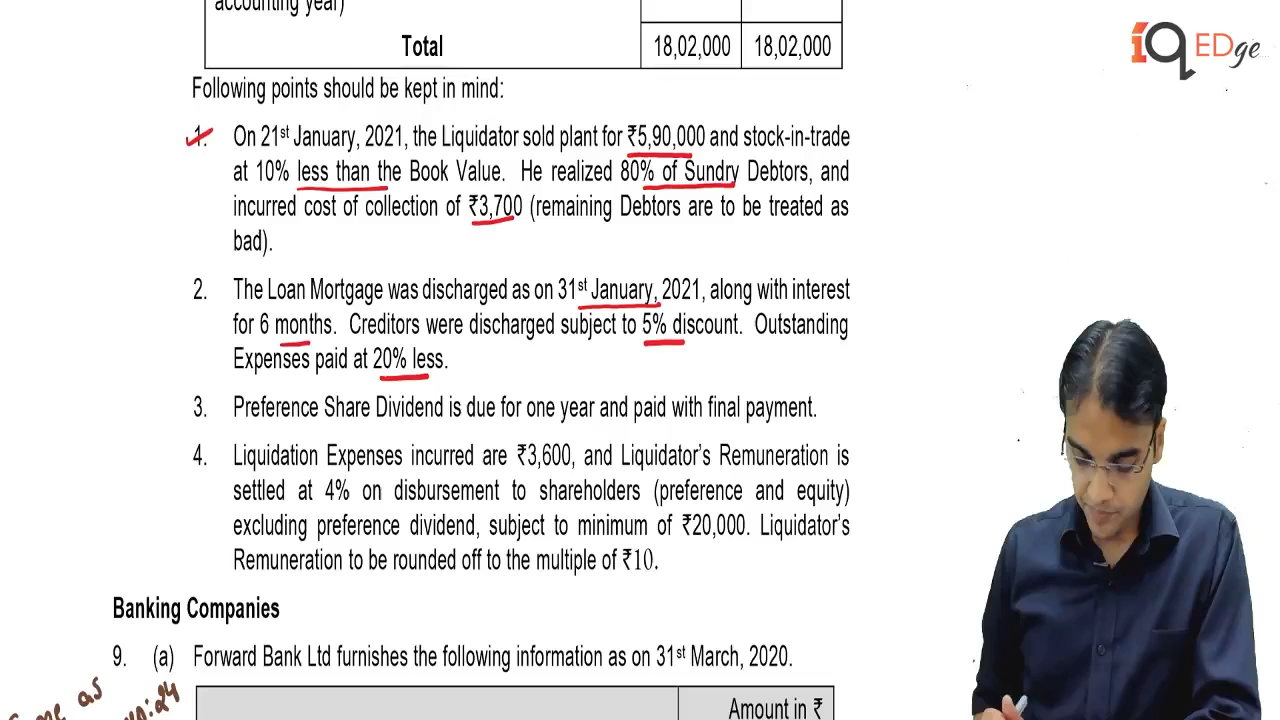 accounting year)
Total 18,02,000 18,02,000
iQ EDge
Following points should be kept in mind:
1. On 21st January, 2021, the Liquidator sold plant for ₹5,90,000 and stock-in-trade
at 10% less than the Book Value. He realized 80% of Sundry Debtors, and
incurred cost of collection of ₹3,700 (remaining Debtors are to be treated as
bad).
2. The Loan Mortgage was discharged as on 31st January, 2021, along with interest
for 6 months. Creditors were discharged subject to 5% discount. Outstanding
Expenses paid at 20% less.
3. Preference Share Dividend is due for one year and paid with final payment.
4. Liquidation Expenses incurred are ₹3,600, and Liquidator's Remuneration is
settled at 4% on disbursement to shareholders (preference and equity)
excluding preference dividend, subject to minimum of ₹20,000. Liquidator's
Remuneration to be rounded off to the multiple of ₹10.
Banking Companies
9. (a) Forward Bank Ltd furnishes the following information as on 31st March, 2020.
as
24
Amount in ₹